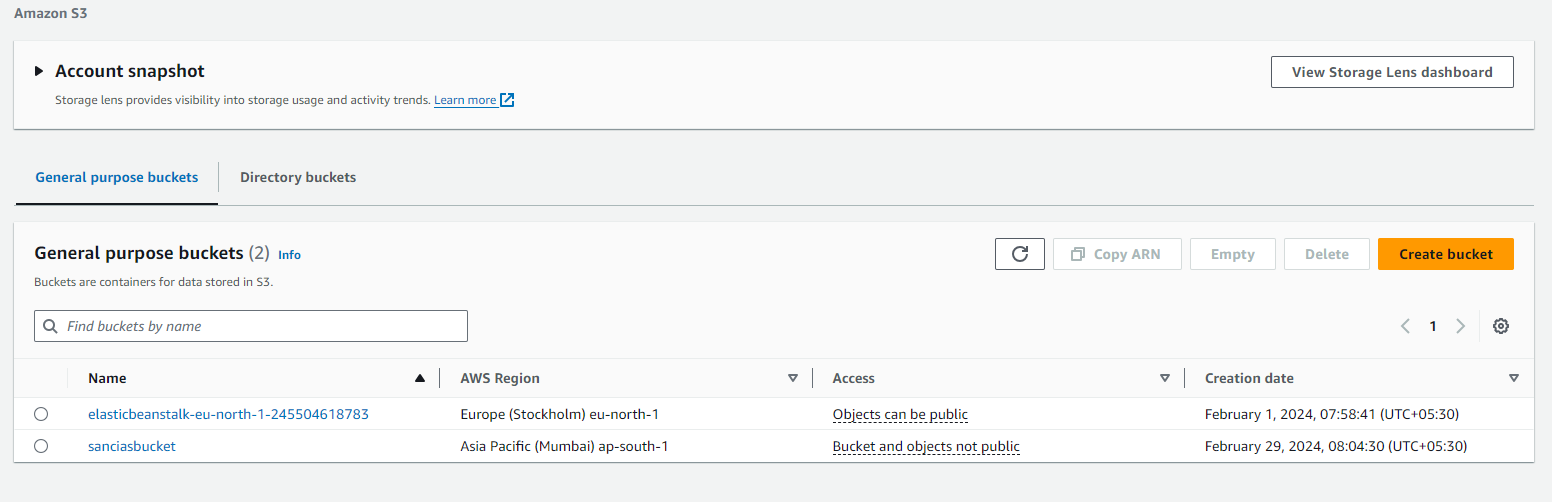 Amazon S3
Account snapshot
View Storage Lens dashboard
Storage lens provides visibility into storage usage and activity trends. Learn more
General purpose buckets
Directory buckets
General purpose buckets (2) Info
Copy ARN
Empty
Delete
Create bucket
Buckets are containers for data stored in S3.
Find buckets by name
1
Name AWS Region Access Creation date
elasticbeanstalk-eu-north-1-245504618783 Europe (Stockholm) eu-north-1 Objects can be public February 1, 2024, 07:58:41 (UTC+05:30)
sanciasbucket Asia Pacific (Mumbai) ap-south-1 Bucket and objects not public February 29, 2024, 08:04:30 (UTC+05:30)